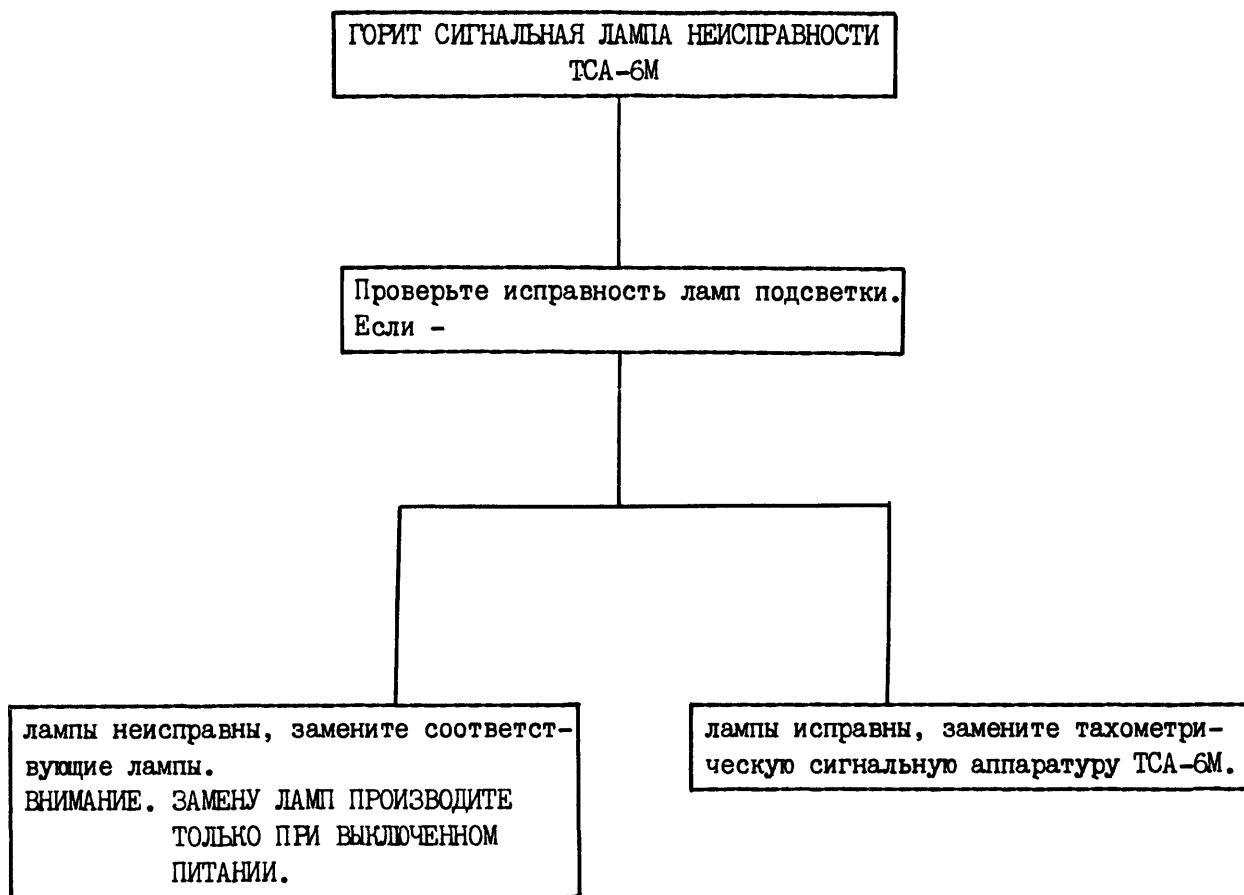 ГОРИТ СИГНАЛЬНАЯ ЛАМПА НЕИСПРАВНОСТИ
ТСА-6М
Проверьте исправность ламп подсветки.
Если -
лампы неисправны, замените соответст-
вующие лампы.
ВНИМАНИЕ. ЗАМЕНУ ЛАМП ПРОИЗВОДИТЕ
ТОЛЬКО ПРИ ВЫКЛЮЧЕННОМ
ПИТАНИИ.
лампы исправны, замените тахометри-
ческую сигнальную аппаратуру ТСА-6М.